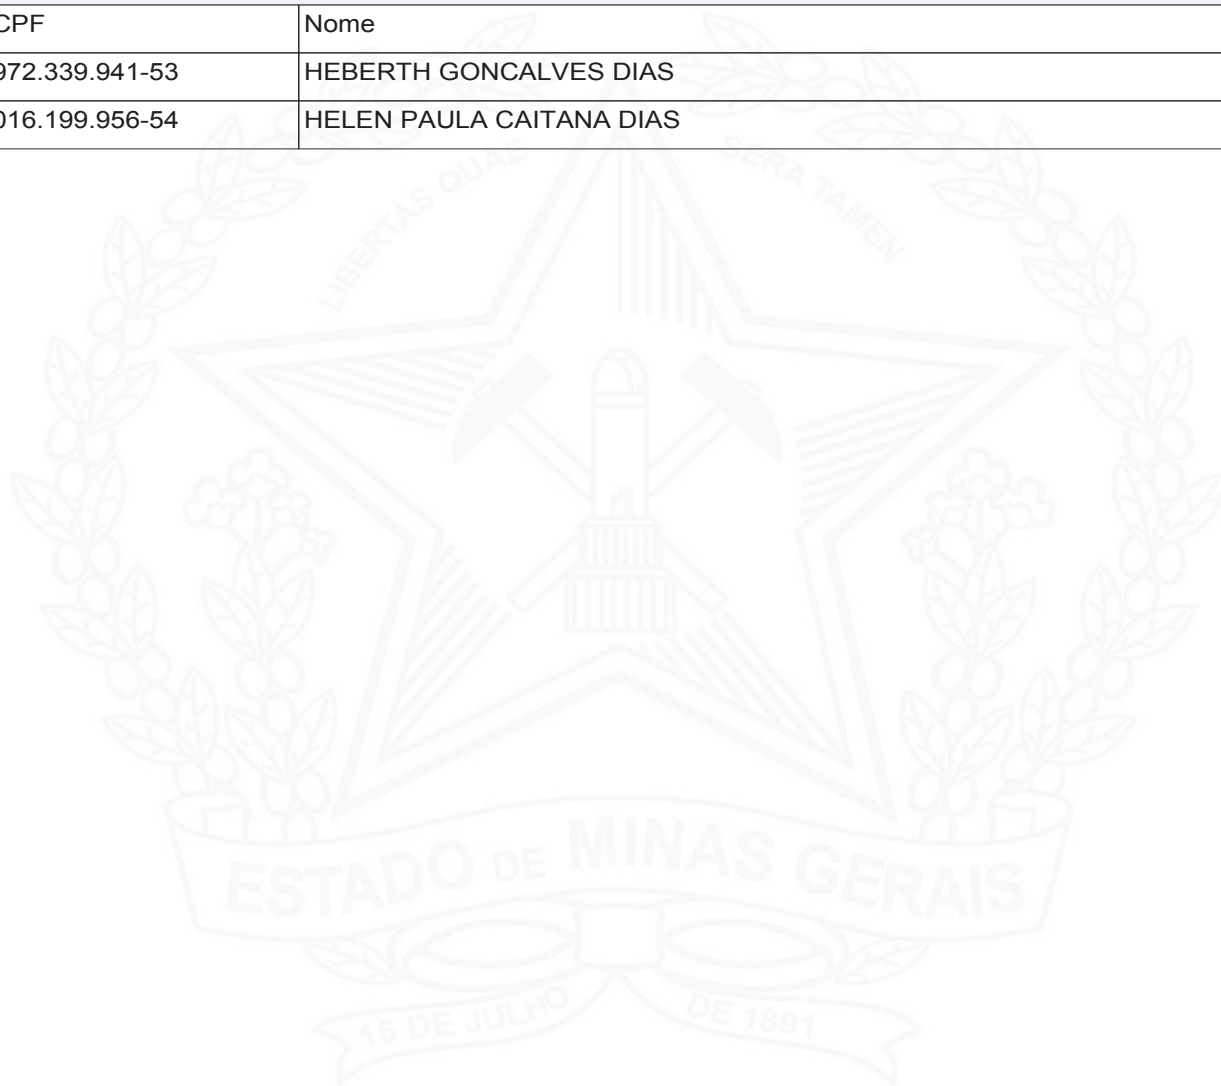 CPF Nome
972.339.941-53 HEBERTH GONCALVES DIAS
016.199.956-54 HELEN PAULA CAITANA DIAS
LIBERTAS QUAE SERA TAMEN
ESTADO DE MINAS GERAIS
15 DE JULHO DE 1891